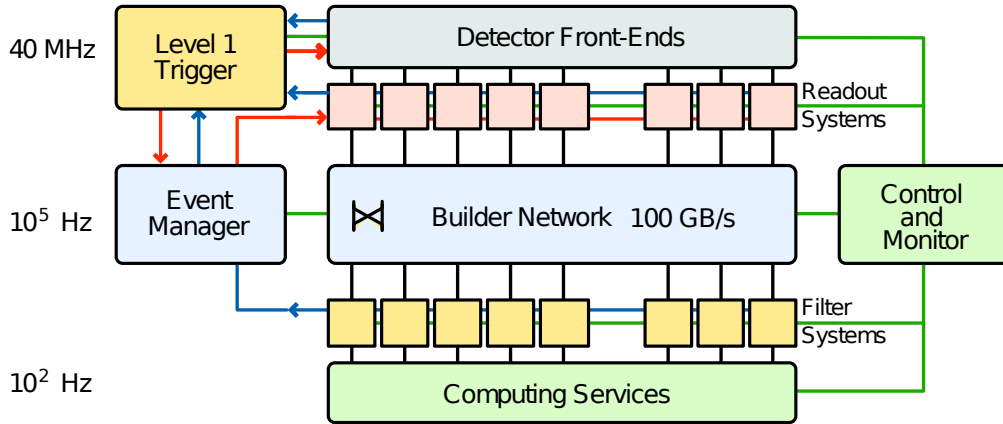 40 MHz
Level 1
Trigger
Detector Front-Ends
Readout
Systems
10⁵ Hz
Event
Manager
Builder Network 100 GB/s
Control
and
Monitor
Filter
Systems
10² Hz
Computing Services